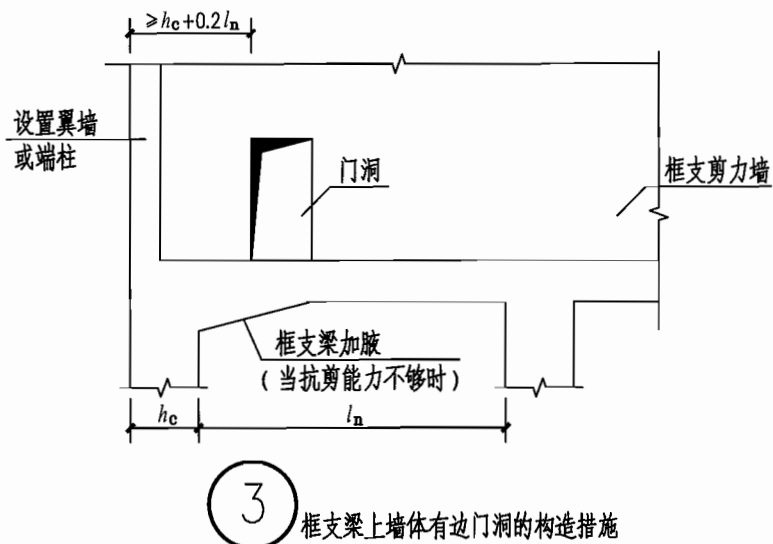 ≥hc+0.2ln
设置翼墙
或端柱
门洞
框支剪力墙
框支梁加腋
(当抗剪能力不够时)
hc
ln
3
框支梁上墙体有边门洞的构造措施